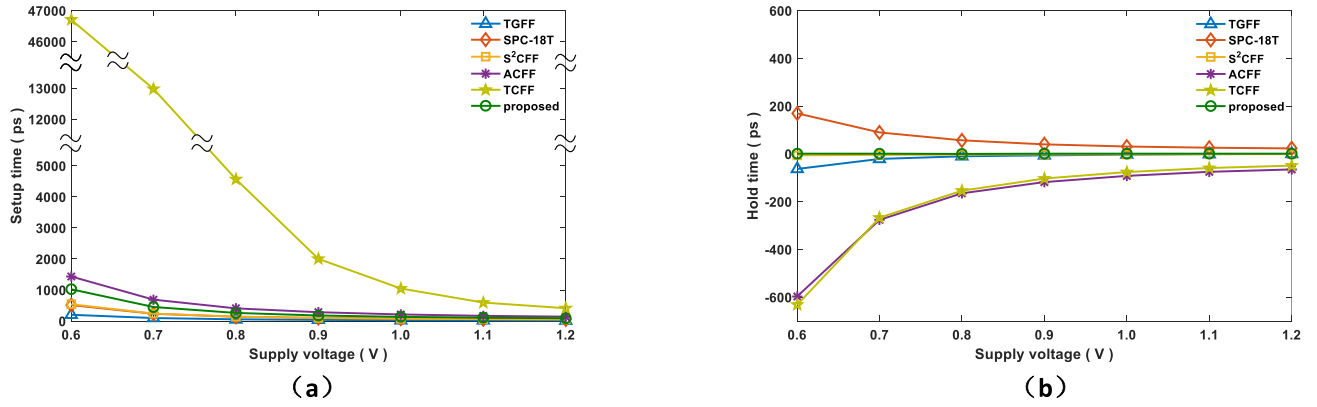 47000
46000
13000
12000
5000
4000
3000
2000
1000
0
Setup time ( ps )
0.6 0.7 0.8 0.9 1.0 1.1 1.2
Supply voltage ( V )
TGFF
SPC-18T
S²CFF
ACFF
TCFF
proposed
（a）
600
400
200
0
-200
-400
-600
Hold time ( ps )
0.6 0.7 0.8 0.9 1.0 1.1 1.2
Supply voltage ( V )
TGFF
SPC-18T
S²CFF
ACFF
TCFF
proposed
（b）